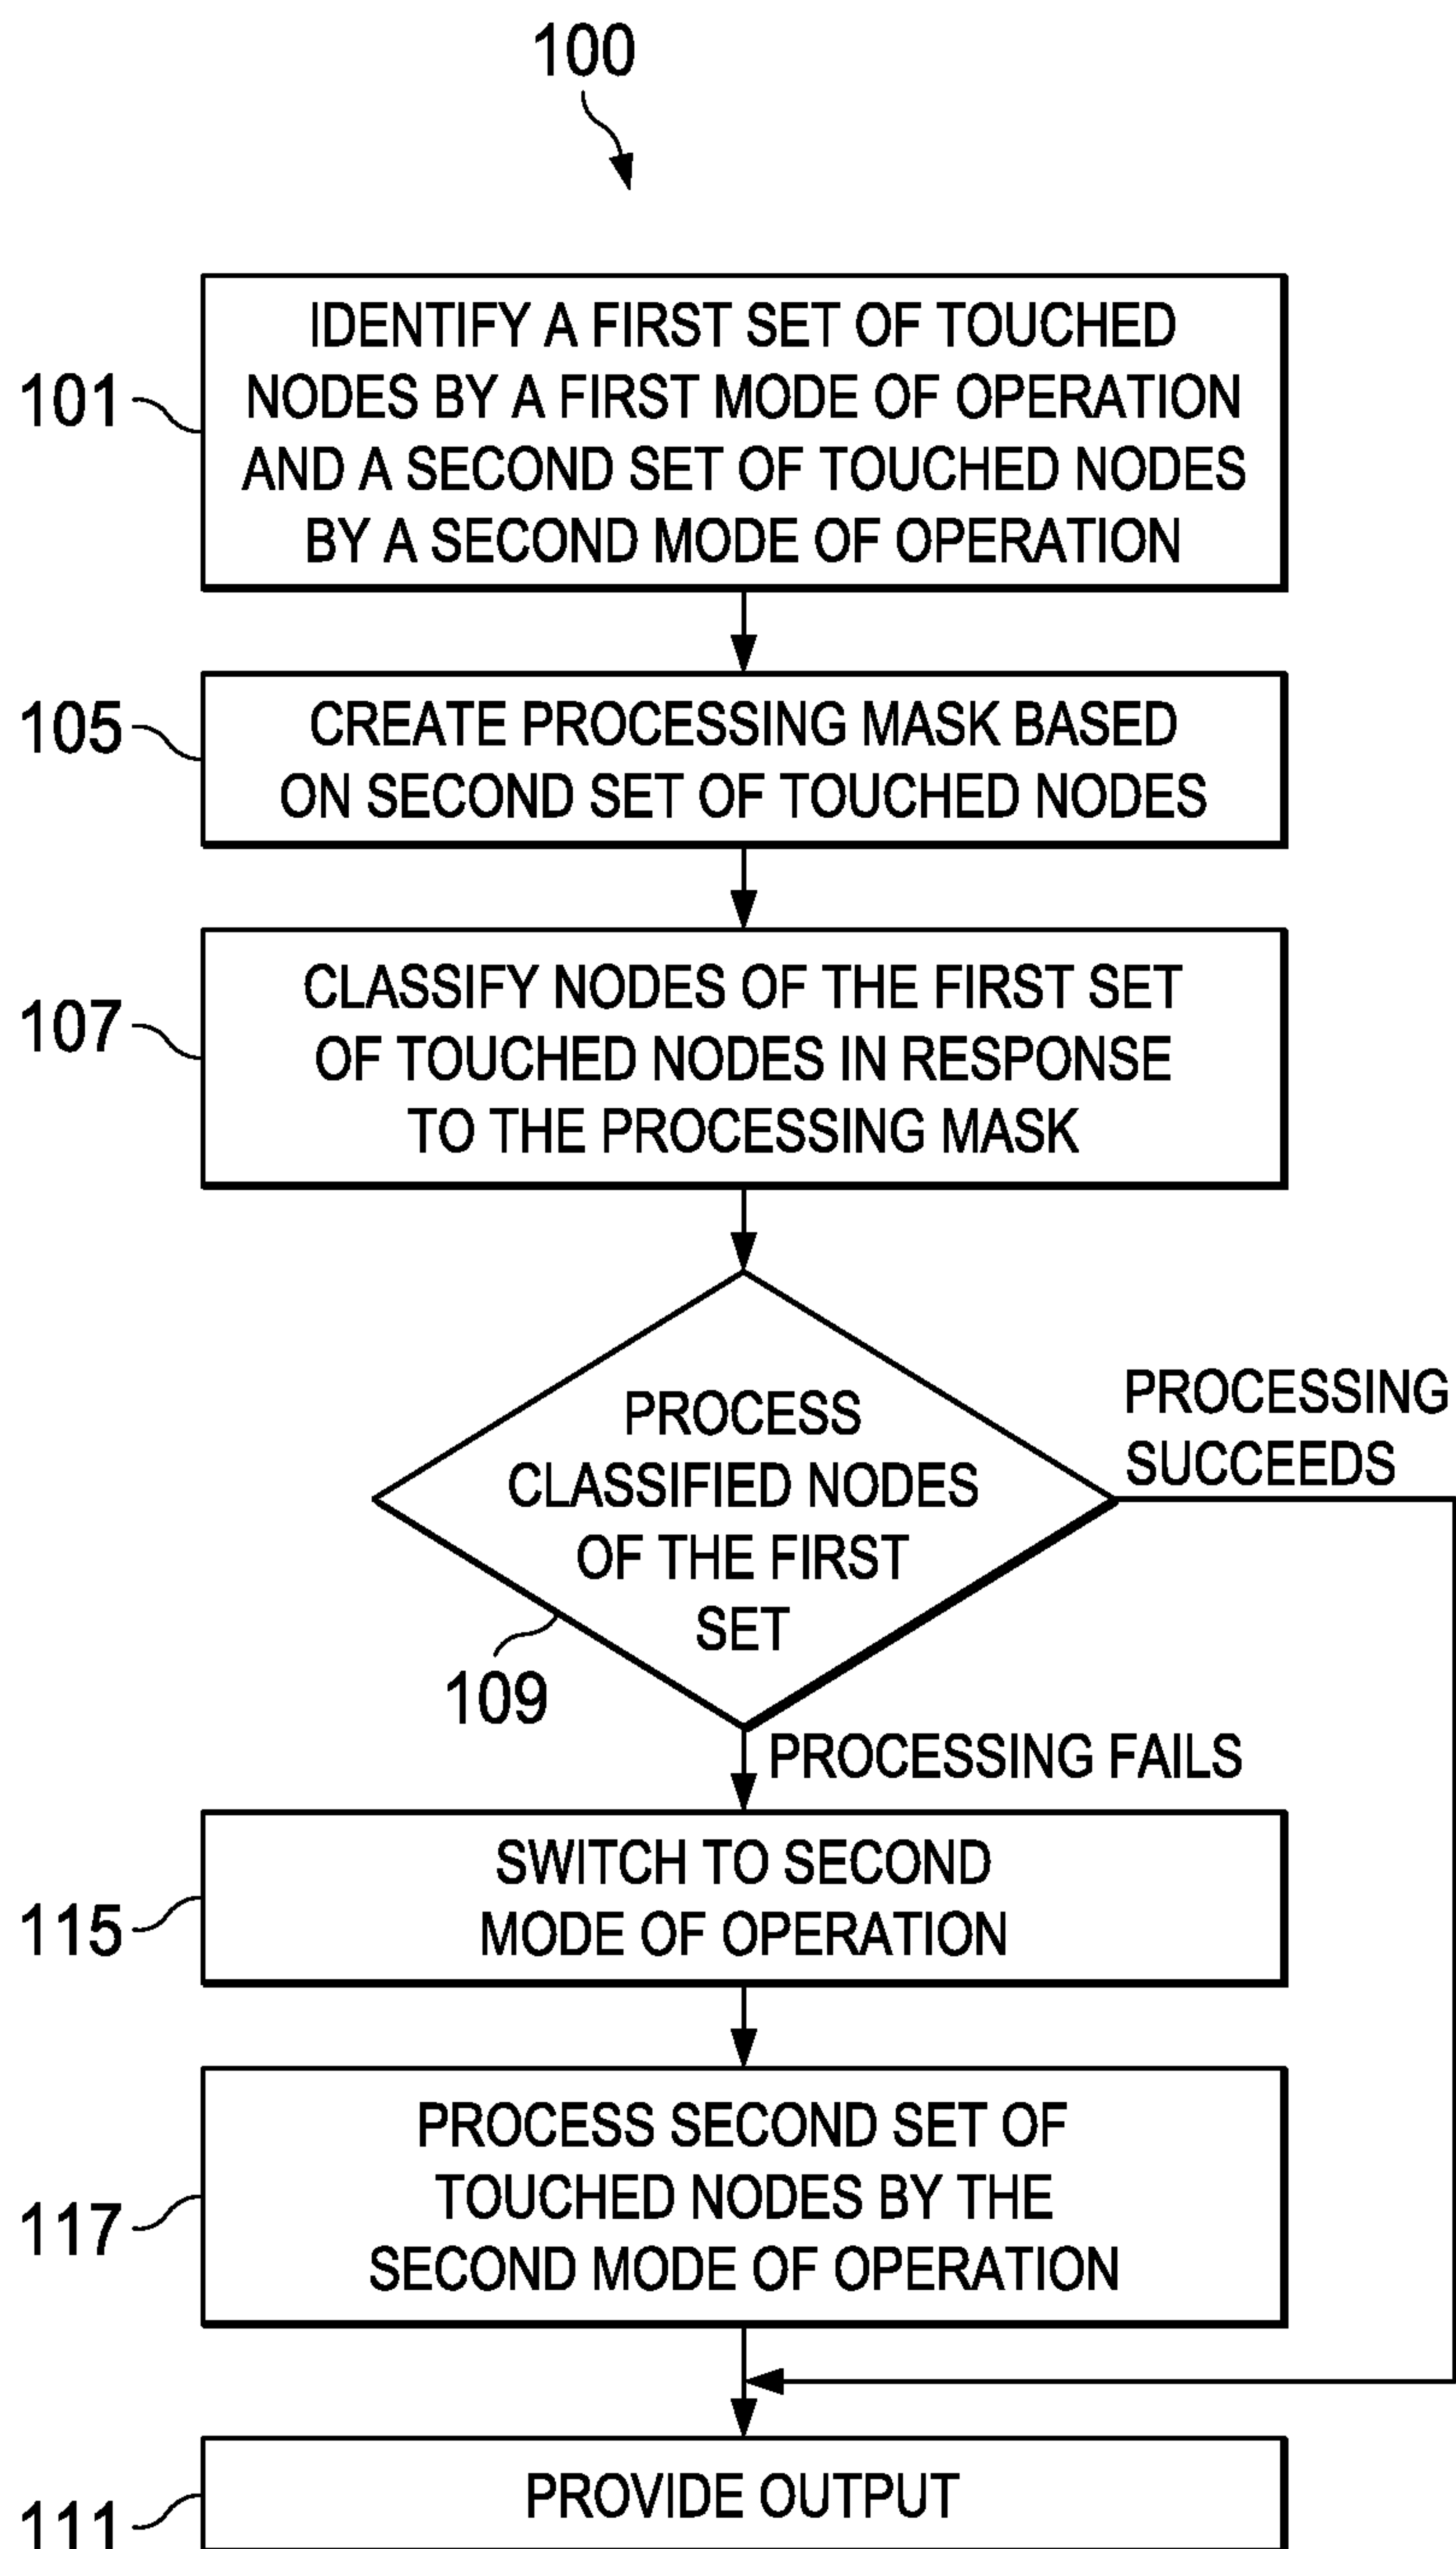 100
101
IDENTIFY A FIRST SET OF TOUCHED
NODES BY A FIRST MODE OF OPERATION
AND A SECOND SET OF TOUCHED NODES
BY A SECOND MODE OF OPERATION
105
CREATE PROCESSING MASK BASED
ON SECOND SET OF TOUCHED NODES
107
CLASSIFY NODES OF THE FIRST SET
OF TOUCHED NODES IN RESPONSE
TO THE PROCESSING MASK
PROCESS
CLASSIFIED NODES
OF THE FIRST
SET
109
PROCESSING
SUCCEEDS
PROCESSING FAILS
115
SWITCH TO SECOND
MODE OF OPERATION
117
PROCESS SECOND SET OF
TOUCHED NODES BY THE
SECOND MODE OF OPERATION
111
PROVIDE OUTPUT